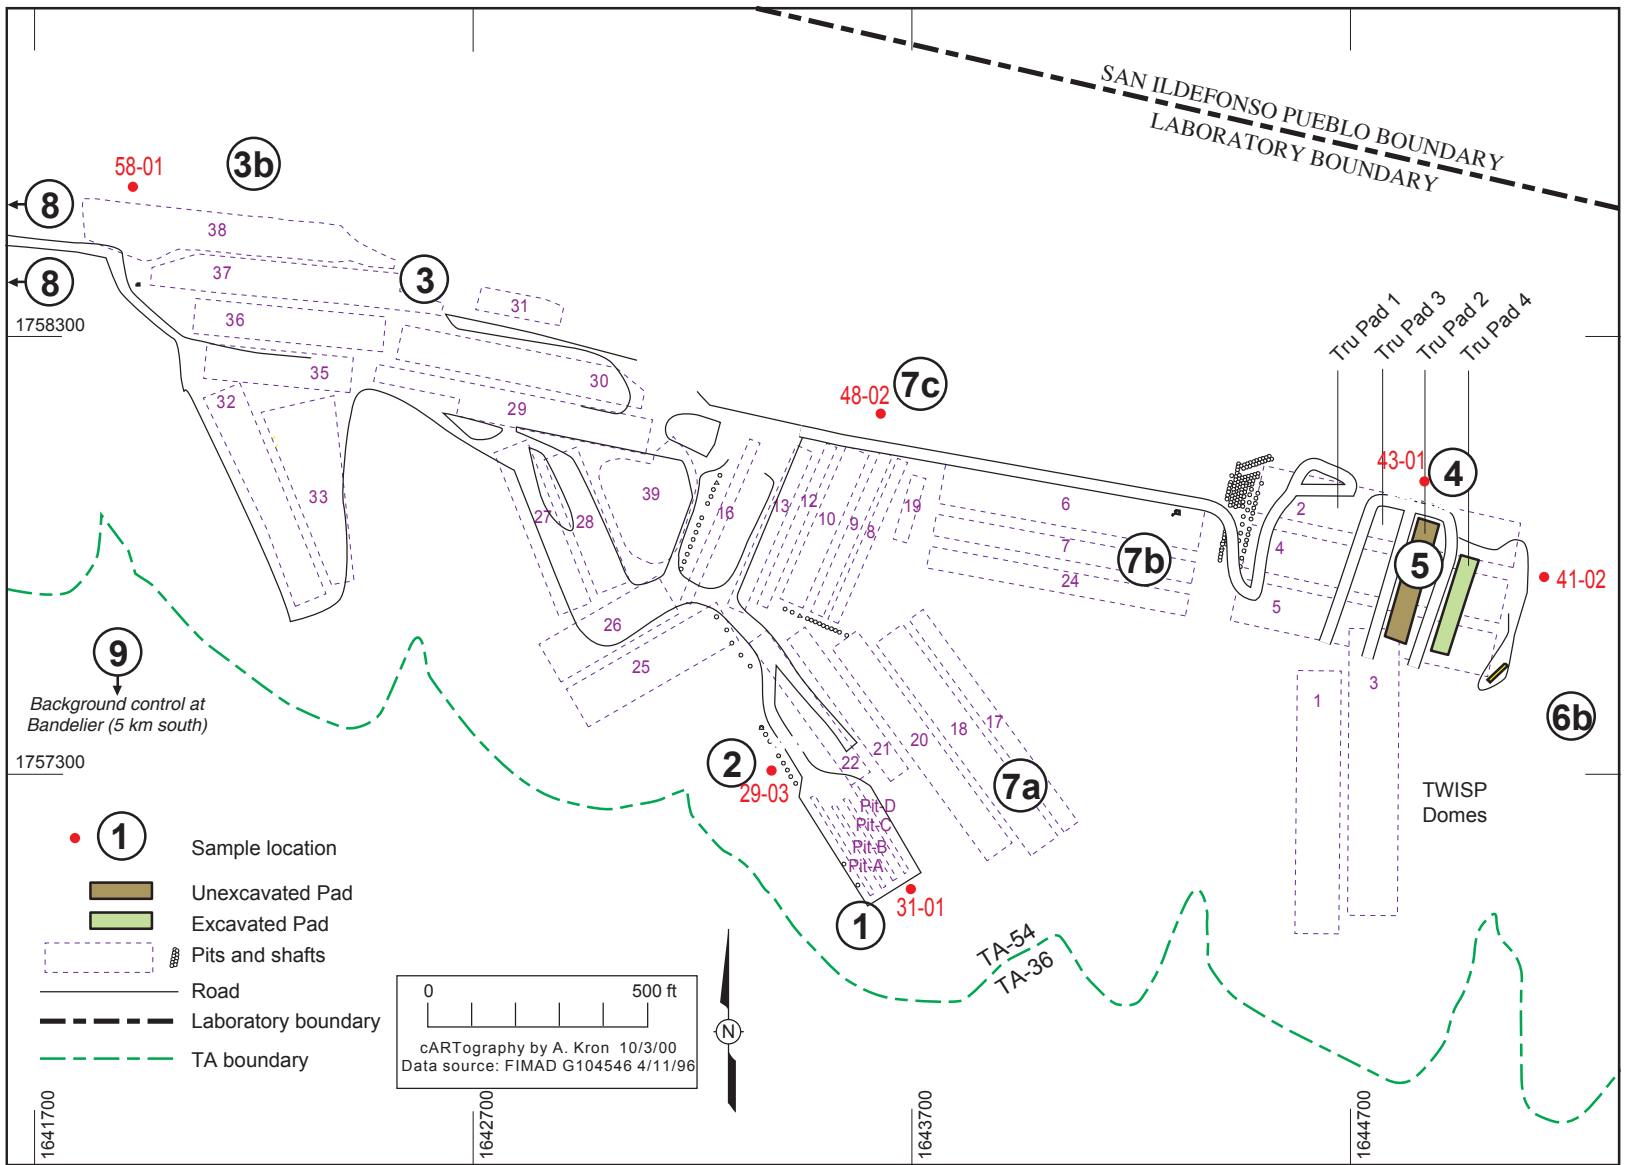 SAN ILDEFONSO PUEBLO BOUNDARY
LABORATORY BOUNDARY
58-01
3b
8
38
37
3
8
31
1758300
36
35
30
32
29
33
39
27
28
16
13
12
10
9
8
19
48-02
7c
6
7
7b
24
Tru Pad 1
Tru Pad 3
Tru Pad 2
Tru Pad 4
43-01
4
2
4
5
5
41-02
26
25
9
Background control at
Bandelier (5 km south)
1757300
2
29-03
22
21
20
18
17
7a
1
3
6b
TWISP
Domes
Pit-D
Pit-C
Pit-B
Pit-A
1
31-01
TA-54
TA-36
1
Sample location
Unexcavated Pad
Excavated Pad
Pits and shafts
Road
Laboratory boundary
TA boundary
0
500 ft
cARTography by A. Kron 10/3/00
Data source: FIMAD G104546 4/11/96
N
1641700
1642700
1643700
1644700